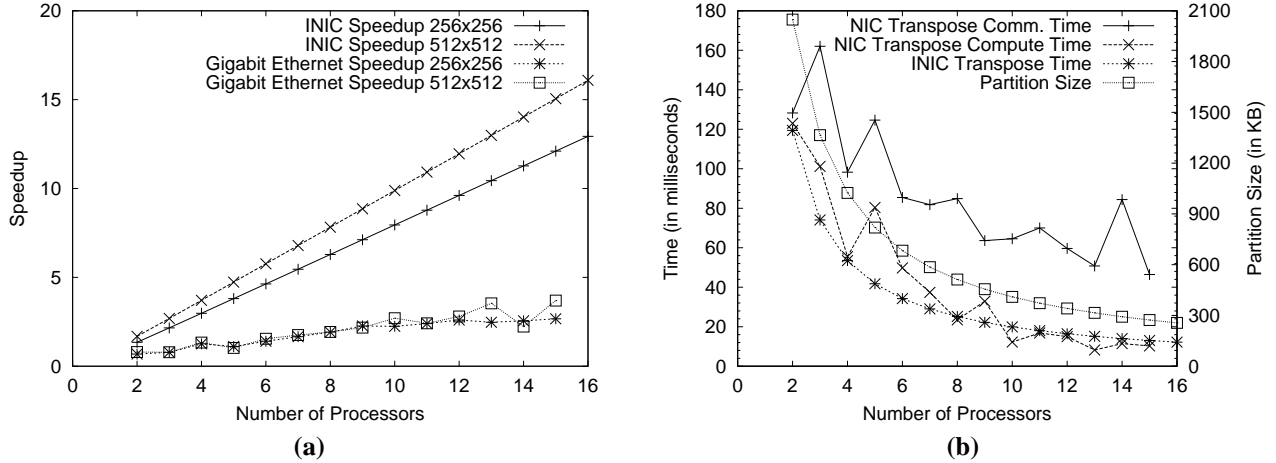 20
15
10
5
0
Speedup
INIC Speedup 256x256
INIC Speedup 512x512
Gigabit Ethernet Speedup 256x256
Gigabit Ethernet Speedup 512x512
0 2 4 6 8 10 12 14 16
Number of Processors
(a)
180
160
140
120
100
80
60
40
20
0
Time (in milliseconds)
NIC Transpose Comm. Time
NIC Transpose Compute Time
INIC Transpose Time
Partition Size
2100
1800
1500
1200
900
600
300
0
Partition Size (in KB)
0 2 4 6 8 10 12 14 16
Number of Processors
(b)